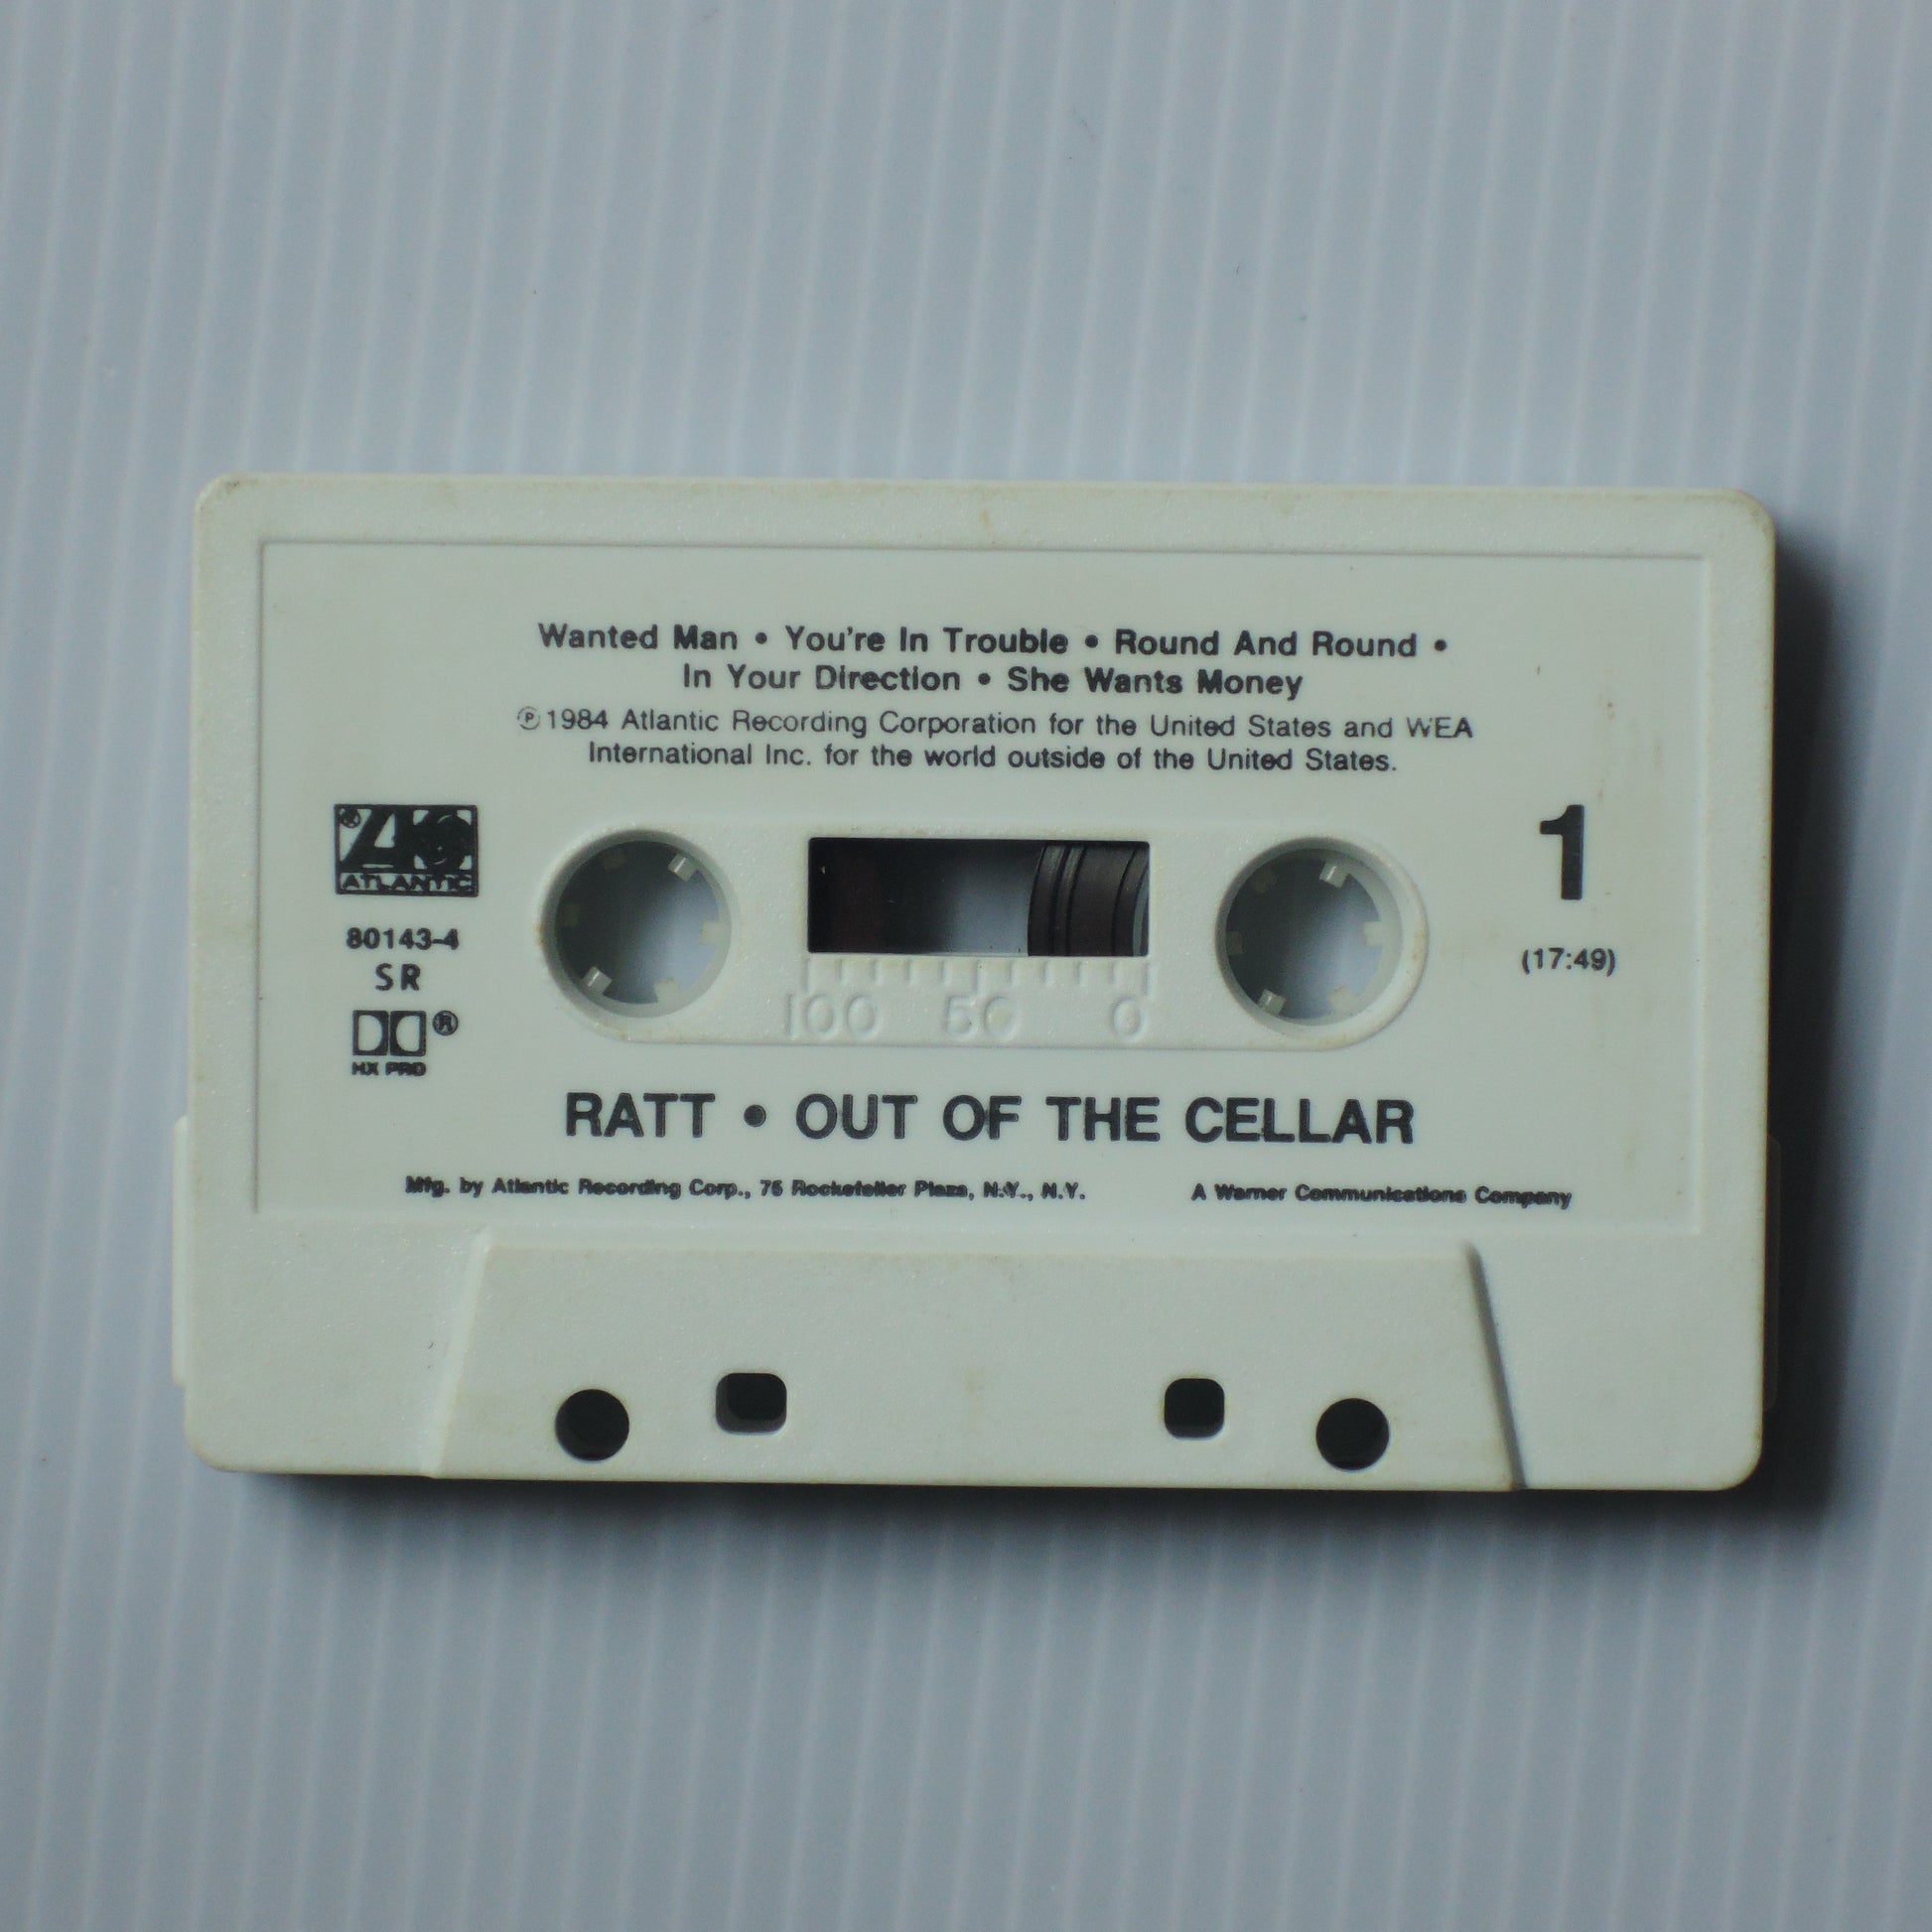 Wanted Man • You're In Trouble • Round And Round •
In Your Direction • She Wants Money
℗1984 Atlantic Recording Corporation for the United States and WEA
International Inc. for the world outside of the United States.
® A
ATLANTIC
1
80143-4
SR
(17:49)
®
HX PRO
100 50 0
RATT • OUT OF THE CELLAR
Mfg. by Atlantic Recording Corp., 75 Rockefeller Plaza, N.Y., N.Y. A Warner Communications Company